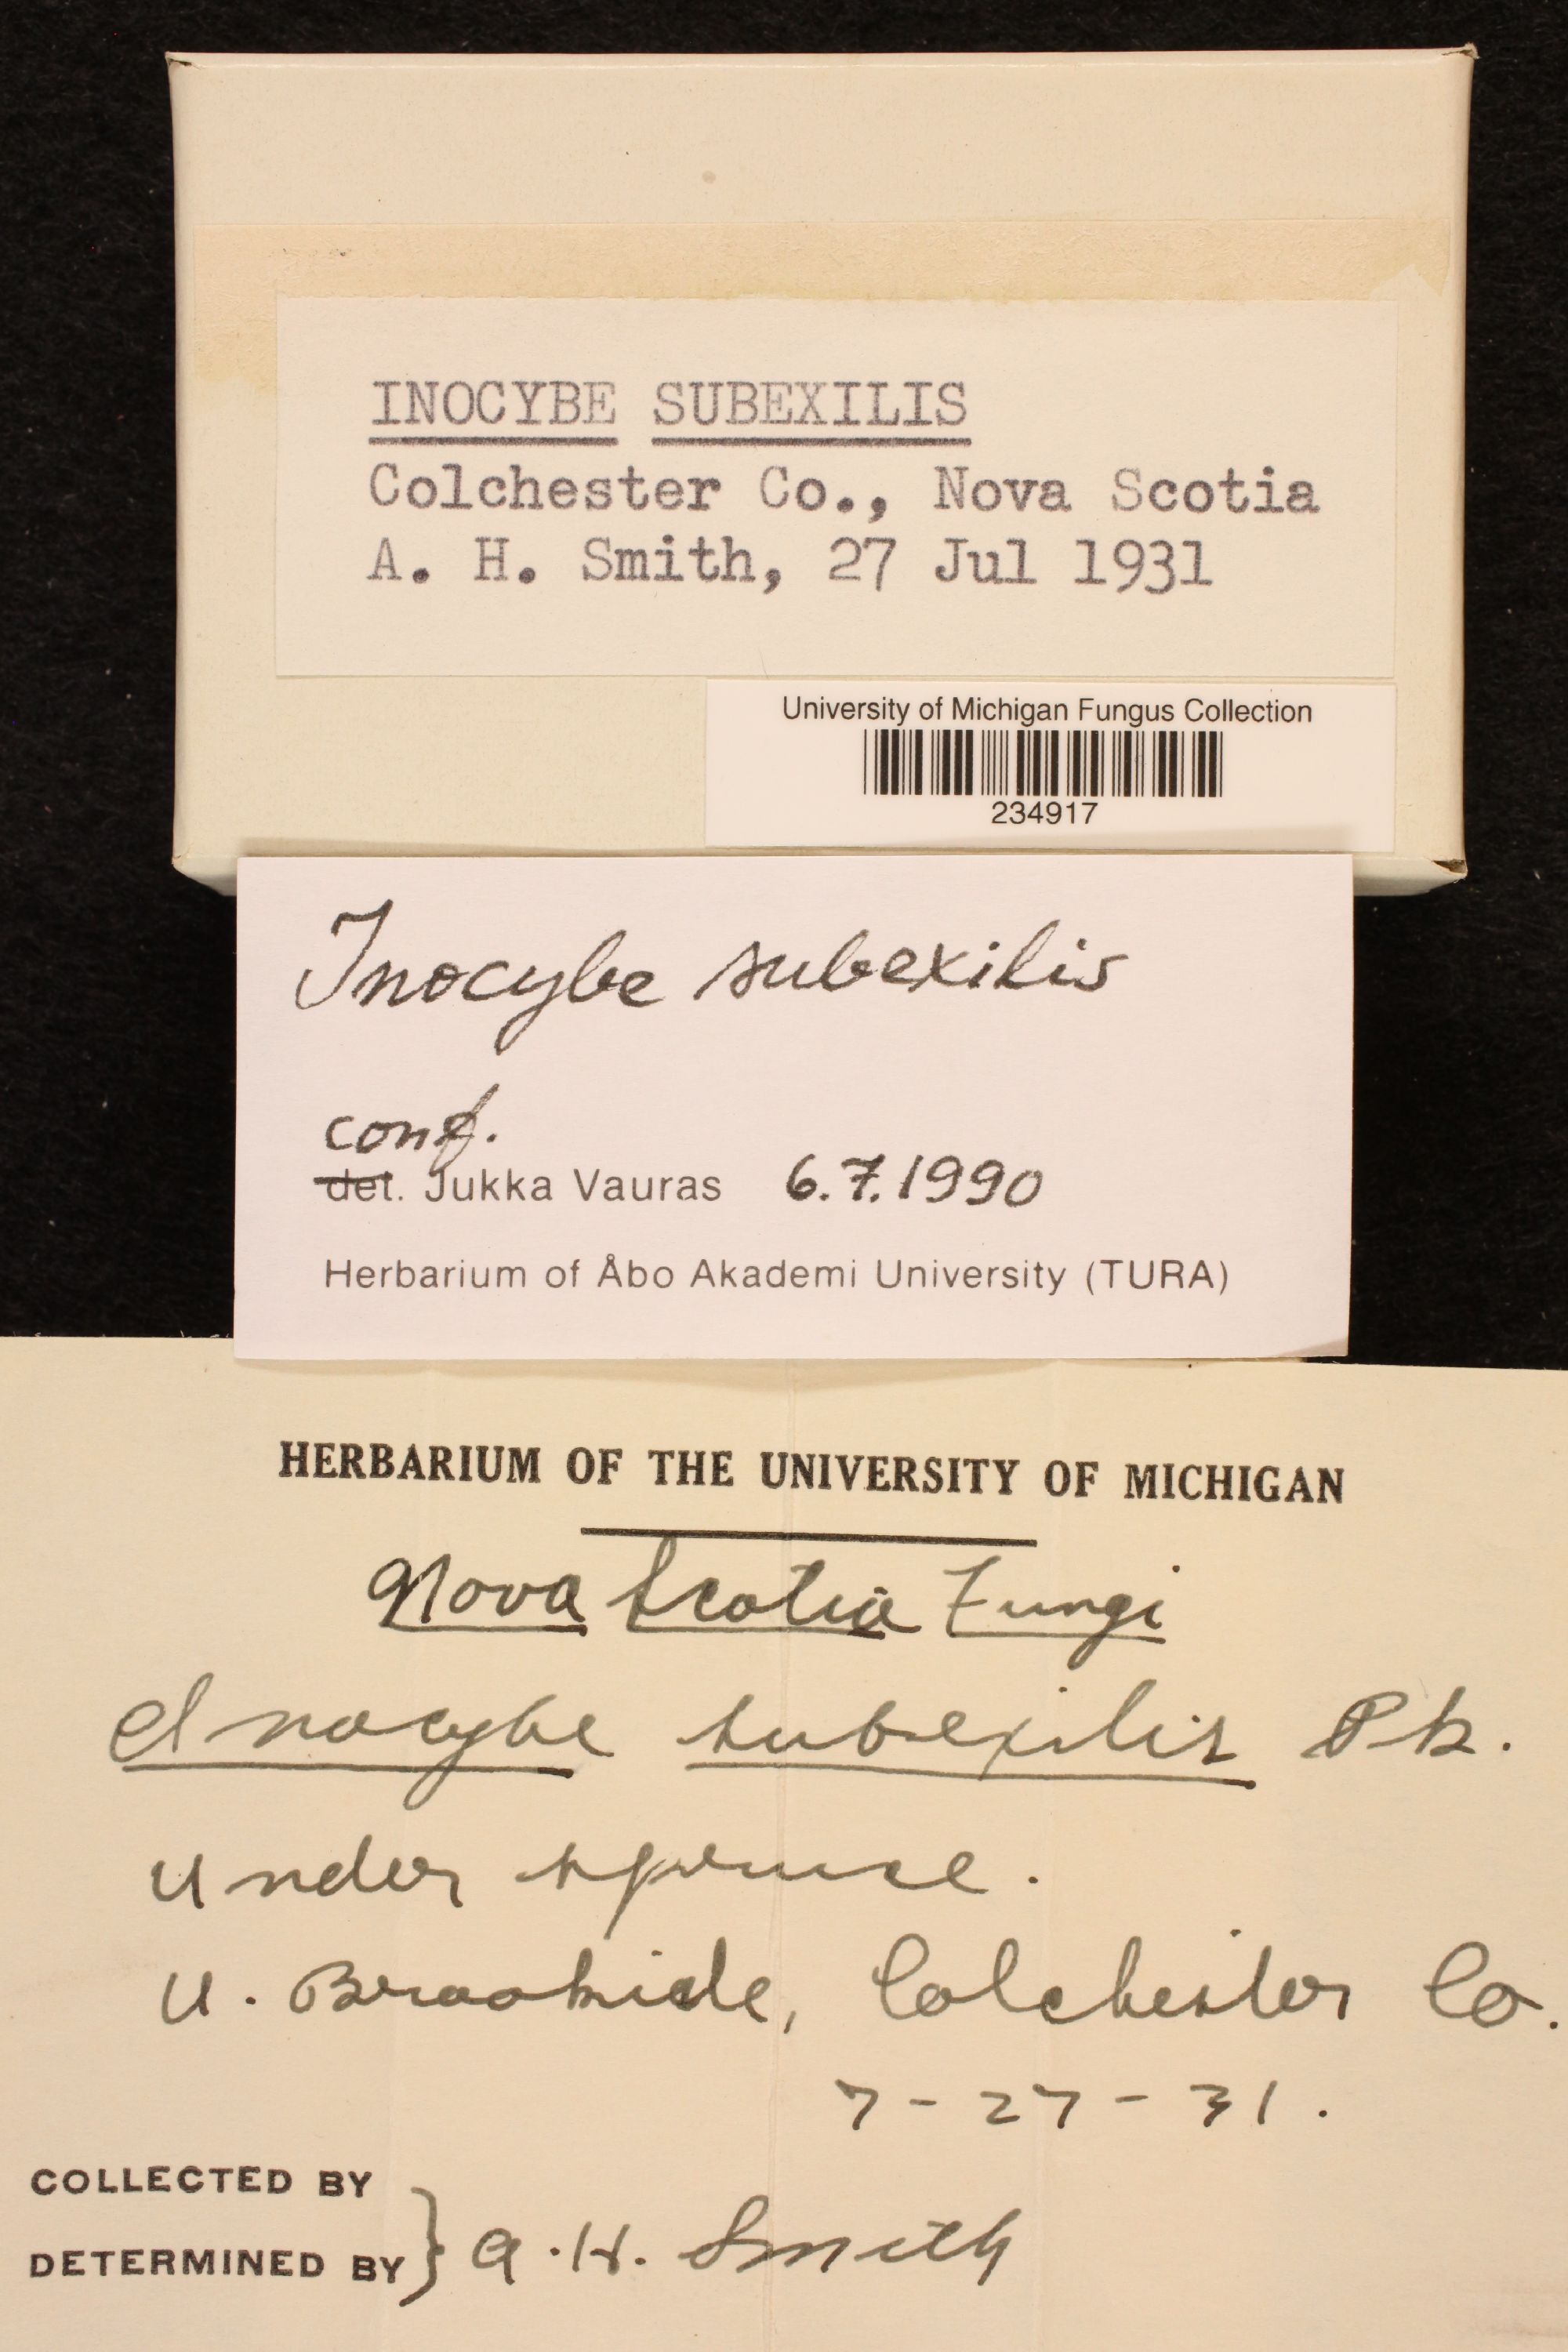 INOCYBE SUBEXILIS
Colchester Co., Nova Scotia
A. H. Smith, 27 Jul 1931
University of Michigan Fungus Collection
234917
Inocybe subexilis
conf.
det. Jukka Vauras 6.7.1990
Herbarium of Åbo Akademi University (TURA)
HERBARIUM OF THE UNIVERSITY OF MICHIGAN
Nova Scotia Fungi
Inocybe subexilis Pk.
Under spruce.
U. Brookside, Colchester Co.
7-27-31.
COLLECTED BY
DETERMINED BY } A.H. Smith